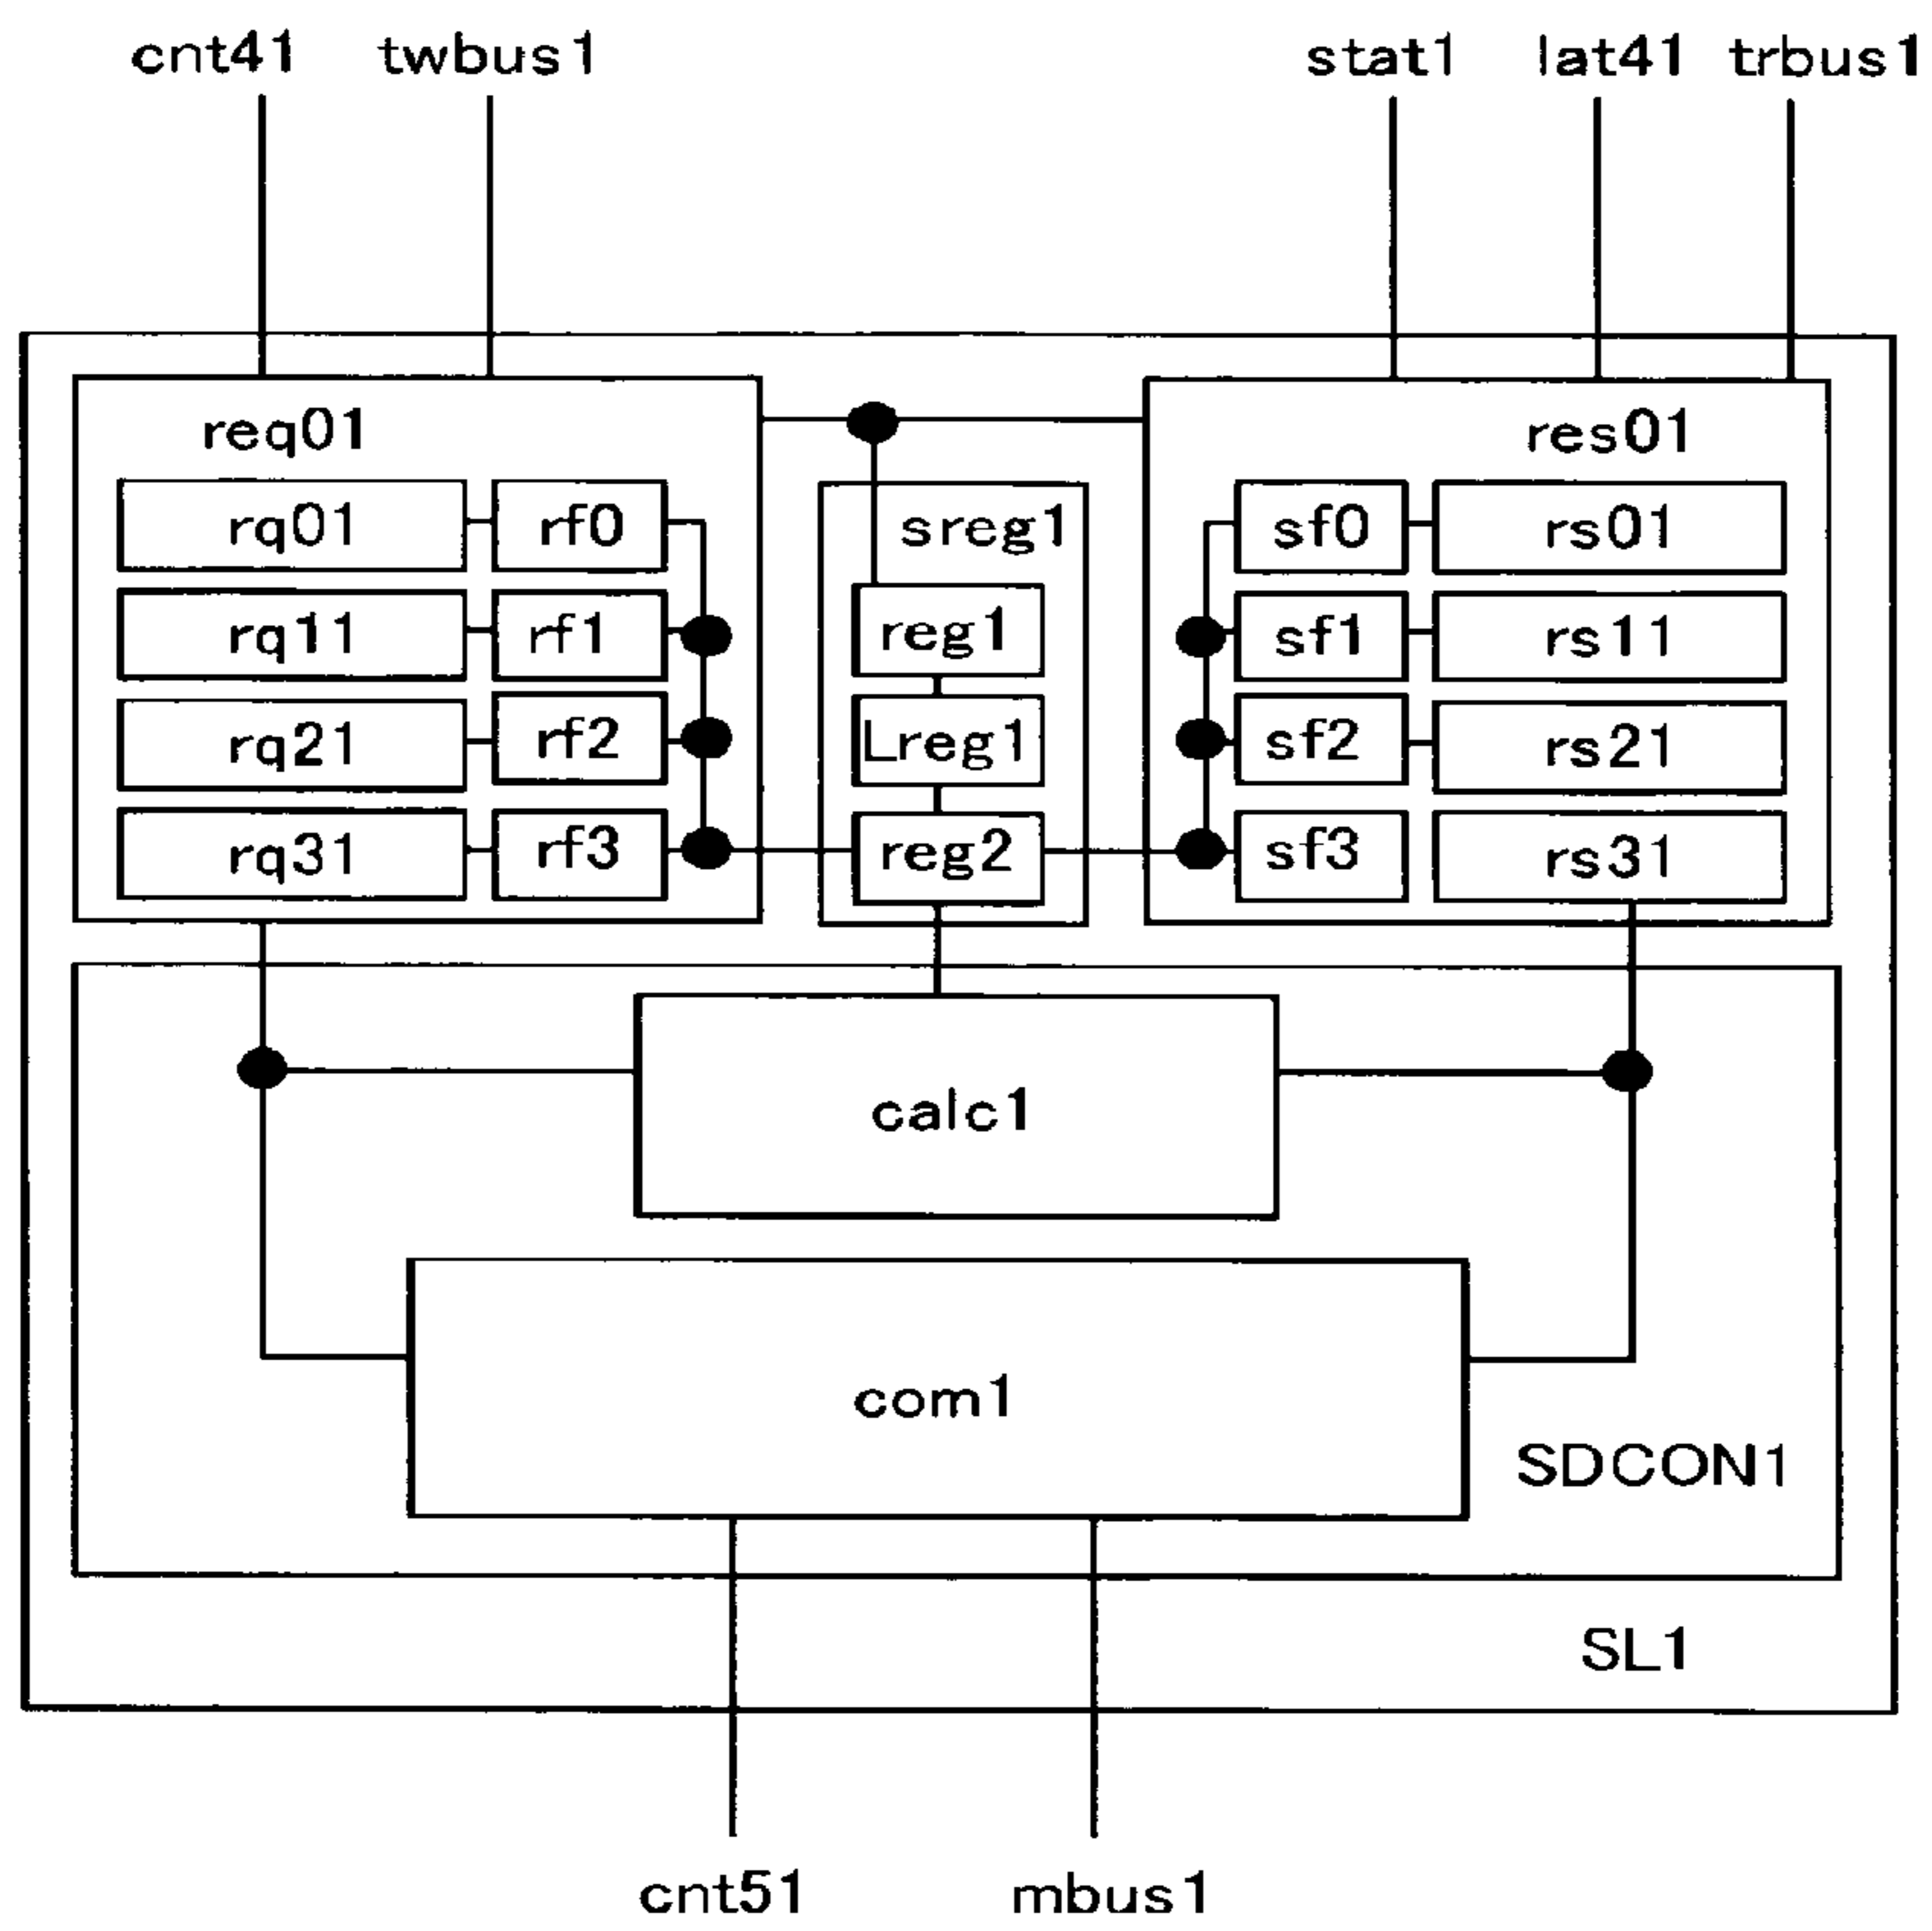 cnt41 twbus1 stat1 lat41 trbus1
req01 res01
rq01 rf0 sreg1 sf0 rs01
rq11 rf1 reg1 sf1 rs11
rq21 rf2 Lreg1 sf2 rs21
rq31 rf3 reg2 sf3 rs31
calc1
com1
SDCON1
SL1
cnt51 mbus1